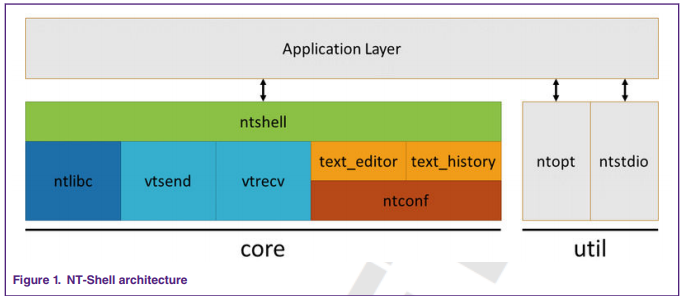 Application Layer
ntshell
ntlibc
vtsend
vtrecv
text_editor
text_history
ntconf
ntopt
ntstdio
core
util
Figure 1. NT-Shell architecture